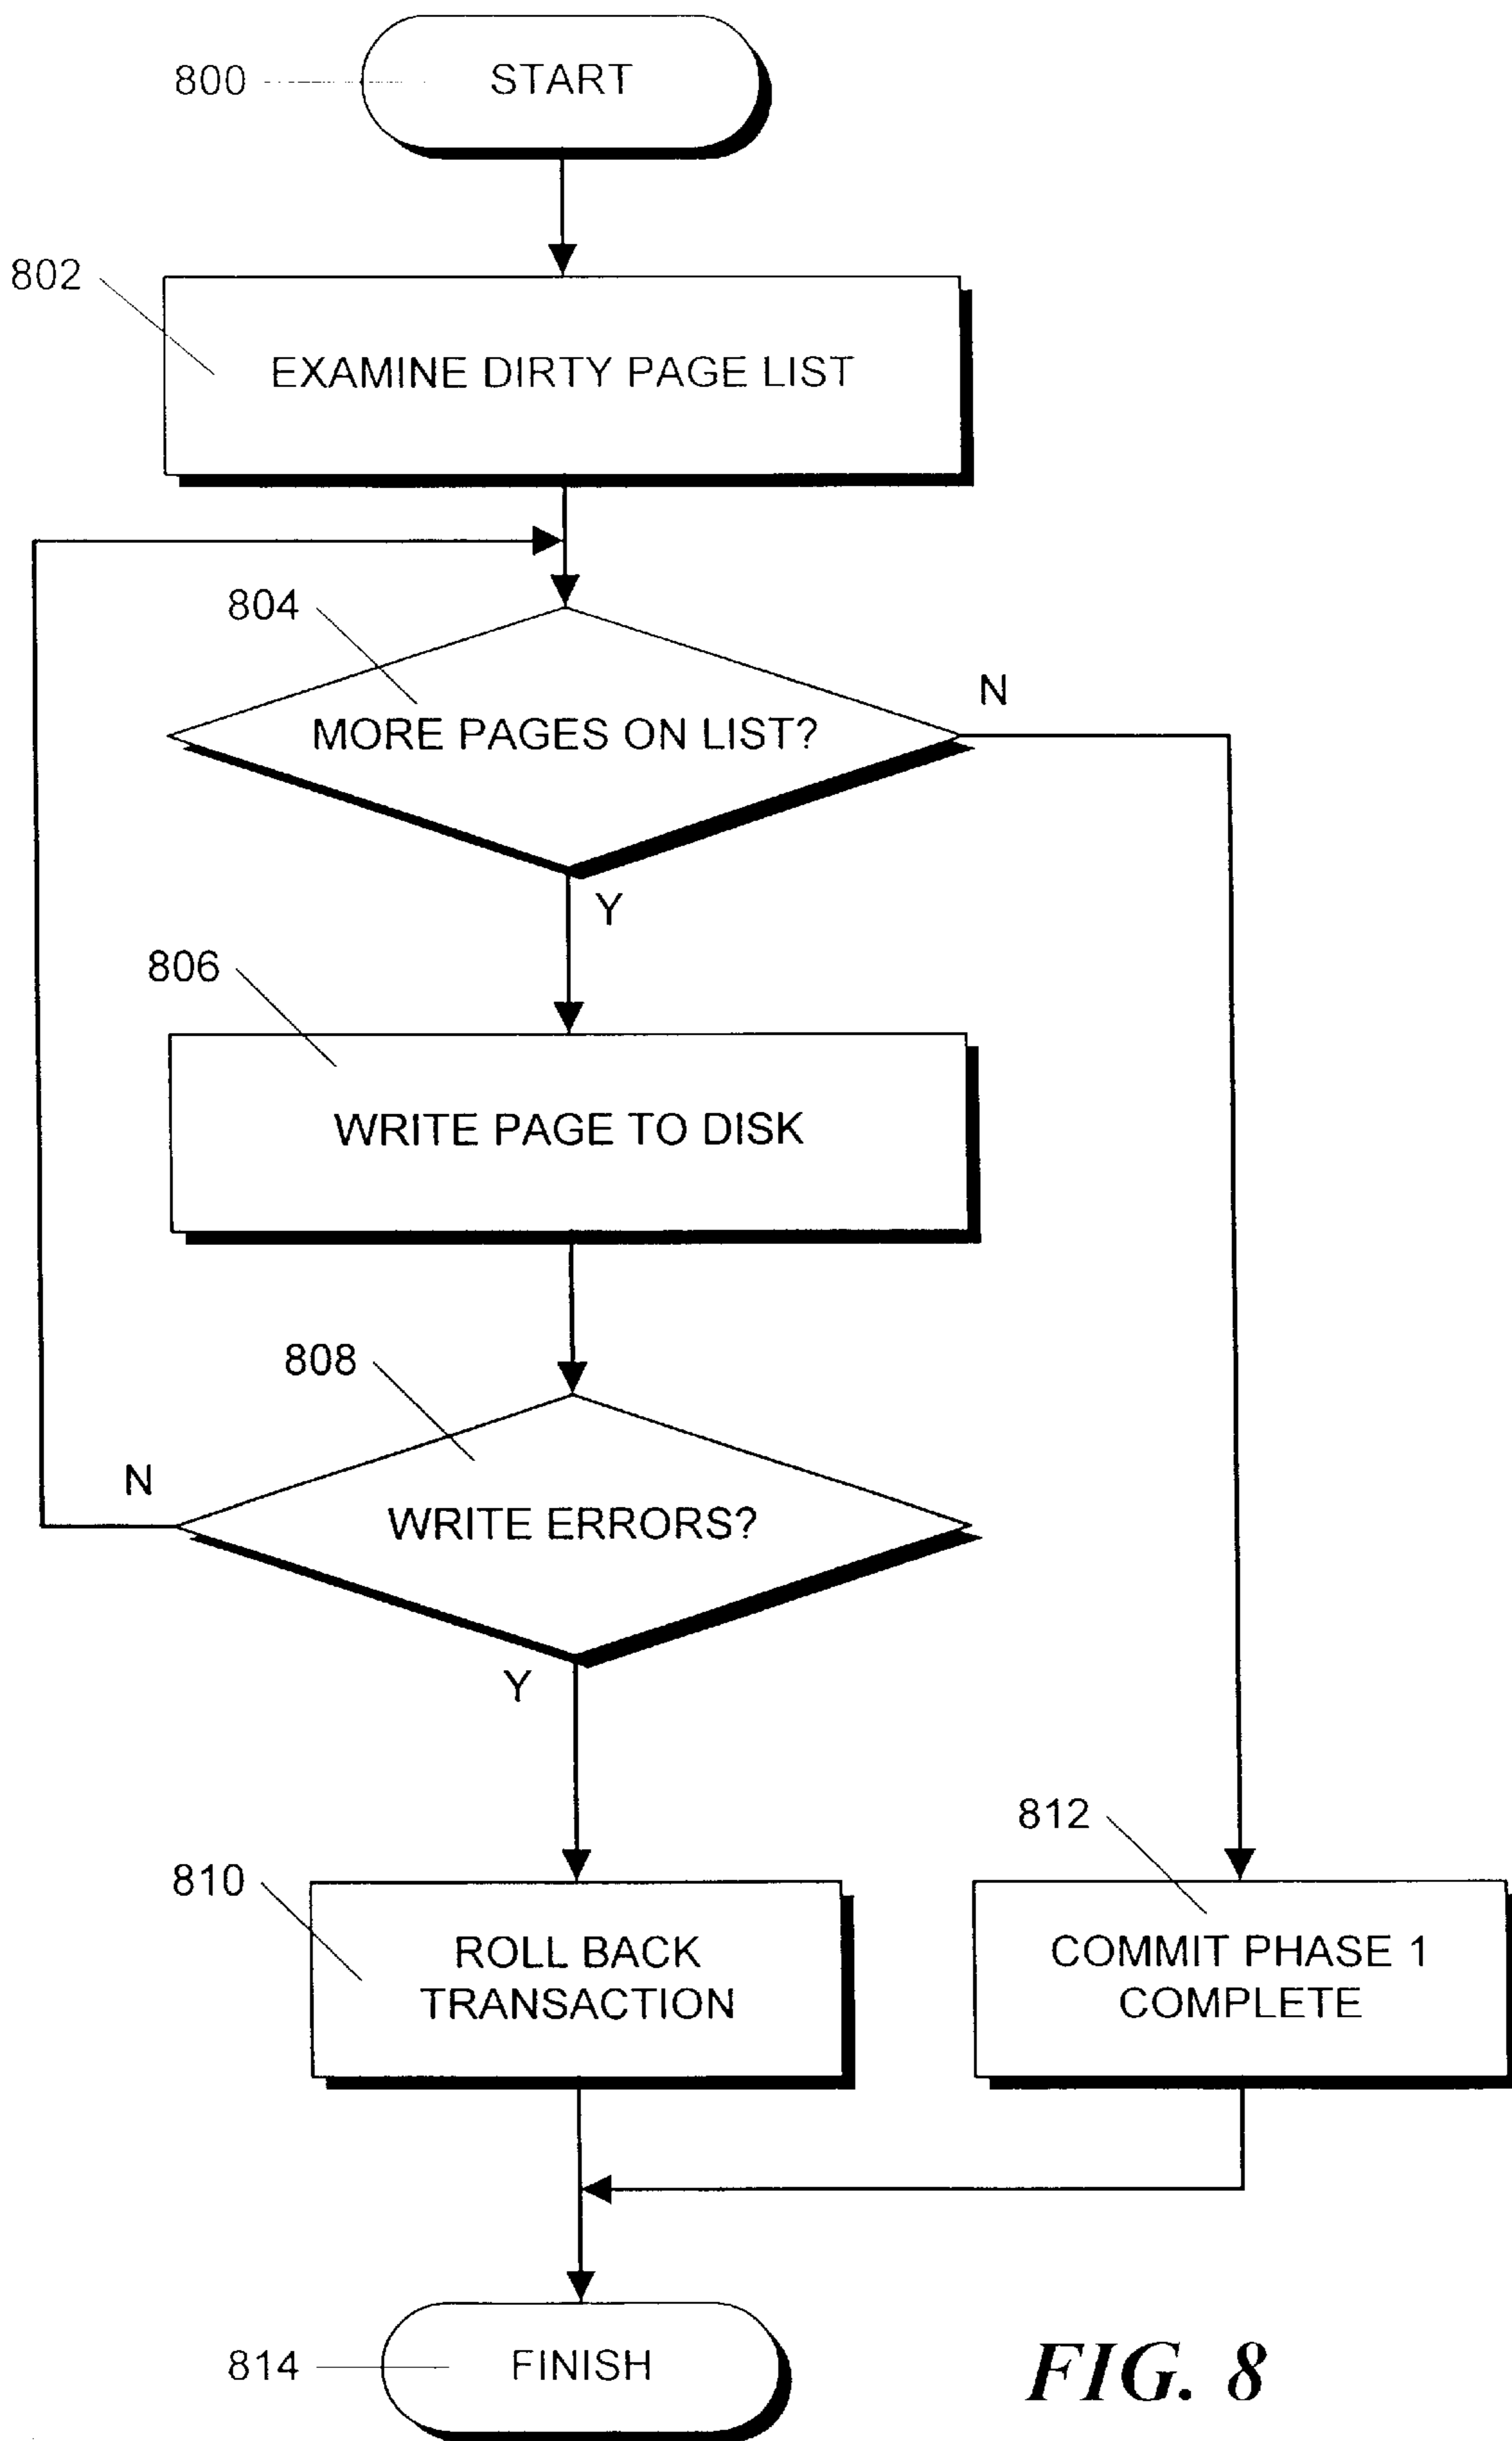 800
START
802
EXAMINE DIRTY PAGE LIST
804
N
MORE PAGES ON LIST?
Y
806
WRITE PAGE TO DISK
808
N
WRITE ERRORS?
Y
812
810
ROLL BACK
TRANSACTION
COMMIT PHASE 1
COMPLETE
814
FINISH
FIG. 8